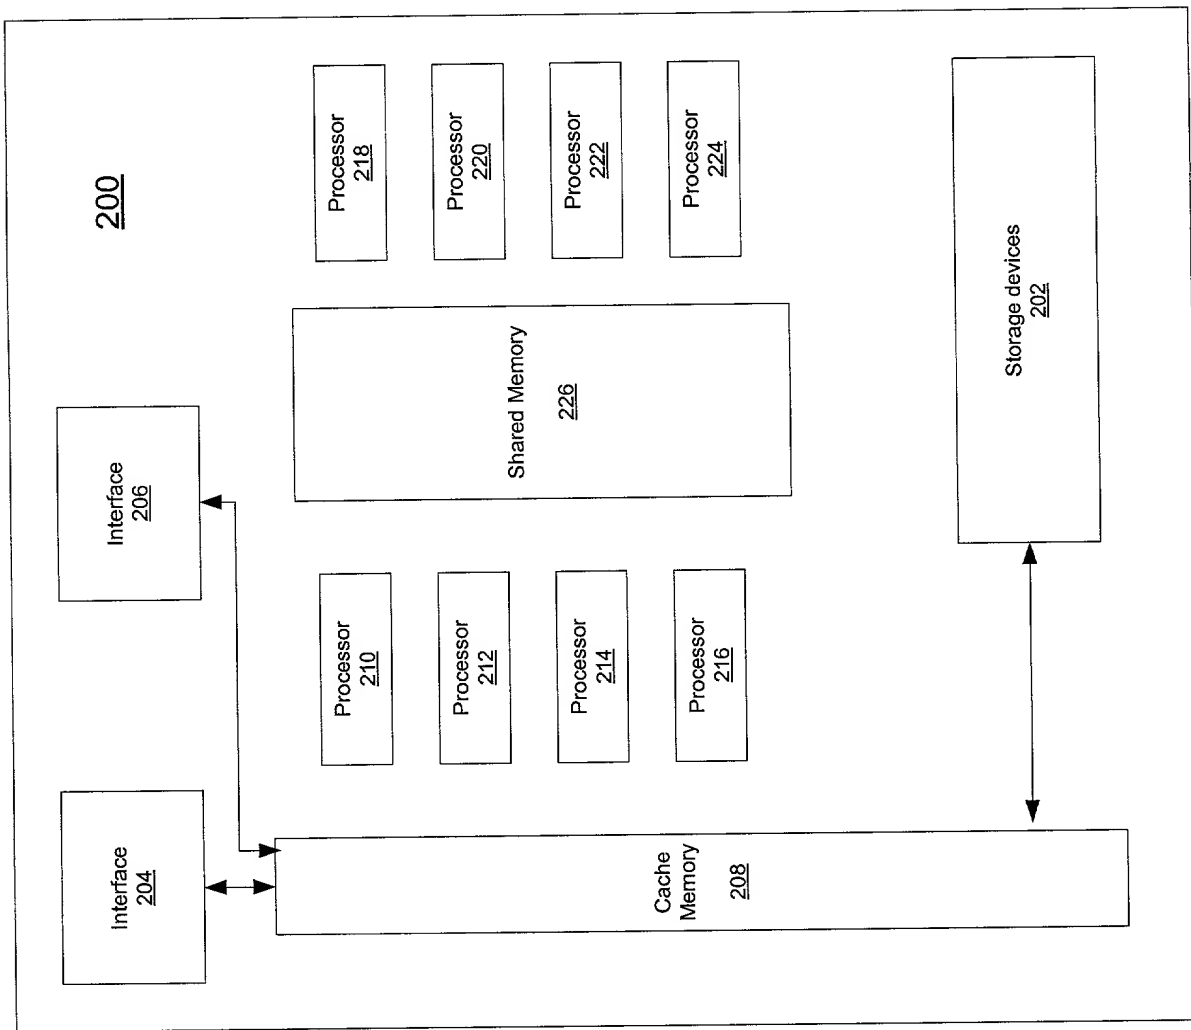 200
Interface
204
Interface
206
Cache
Memory
208
Processor
210
Processor
212
Processor
214
Processor
216
Shared Memory
226
Processor
218
Processor
220
Processor
222
Processor
224
Storage devices
202